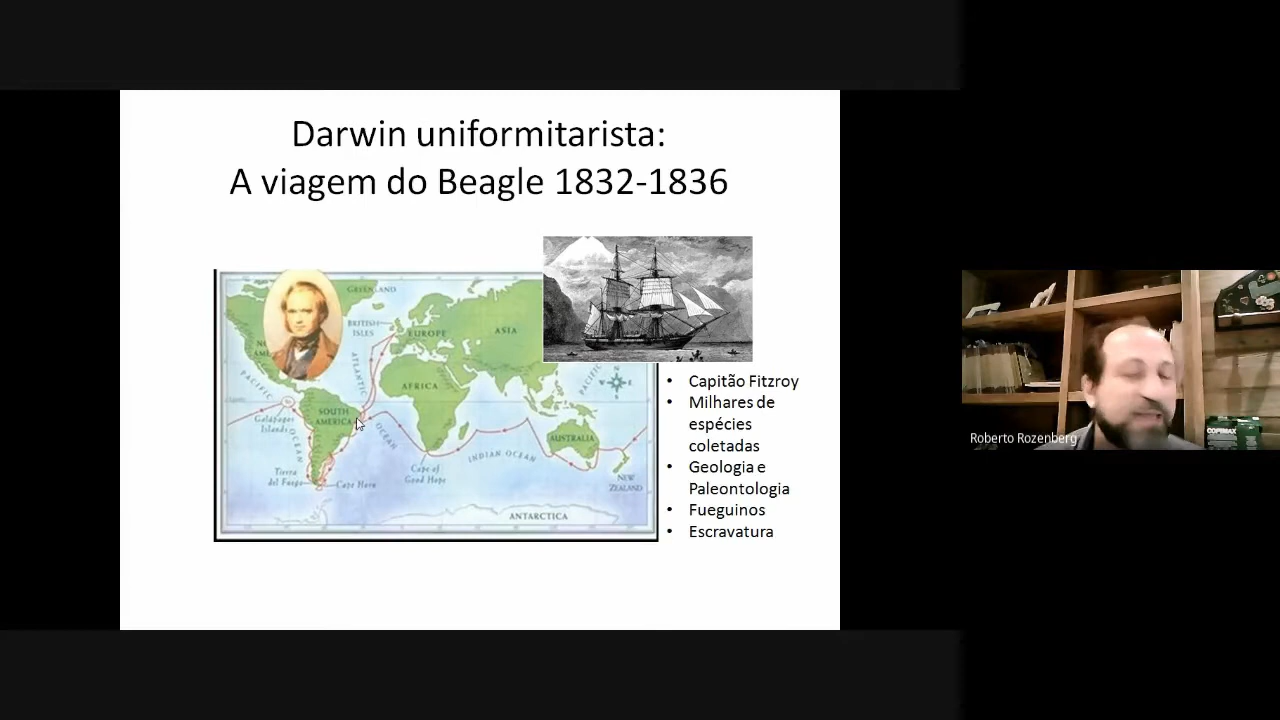 Darwin uniformitarista:
A viagem do Beagle 1832-1836
GREENLAND
BRITISH
ISLES
EUROPE
ASIA
ATLANTIC
PACIFIC
PACIFIC
AFRICA
SOUTH
AMERICA
Galápagos
Islands
OCEAN
OCEAN
INDIAN OCEAN
AUSTRALIA
Cape of
Good Hope
Tierra
del Fuego
Cape Horn
NEW
ZEALAND
ANTARCTICA
• Capitão Fitzroy
• Milhares de
espécies
coletadas
• Geologia e
Paleontologia
• Fueguinos
• Escravatura
Roberto Rozenberg
COPIMAX